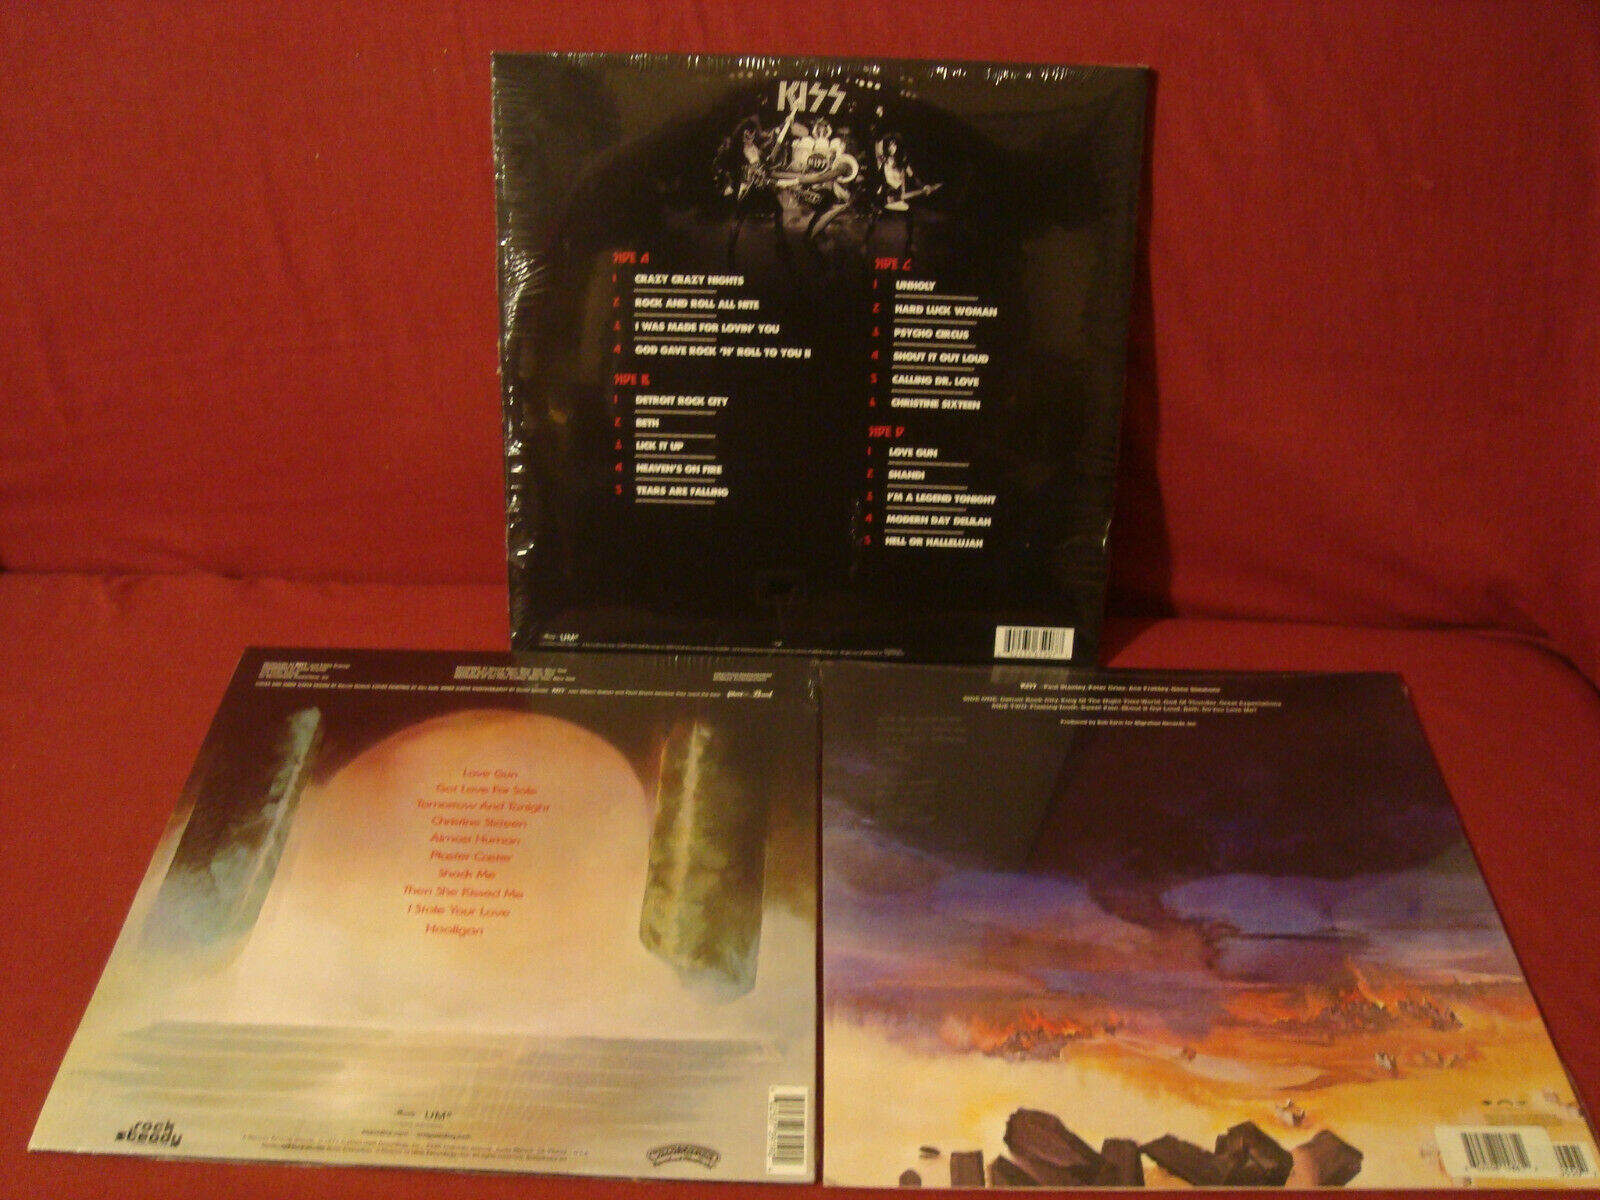 KISS
SIDE A
1 CRAZY CRAZY NIGHTS
2 ROCK AND ROLL ALL NITE
3 I WAS MADE FOR LOVIN' YOU
4 GOD GAVE ROCK 'N' ROLL TO YOU II
SIDE B
1 DETROIT ROCK CITY
2 BETH
3 LICK IT UP
4 HEAVEN'S ON FIRE
5 TEARS ARE FALLING
SIDE C
1 UNHOLY
2 HARD LUCK WOMAN
3 PSYCHO CIRCUS
4 SHOUT IT OUT LOUD
5 CALLING DR. LOVE
6 CHRISTINE SIXTEEN
SIDE D
1 LOVE GUN
2 SHANDI
3 I'M A LEGEND TONIGHT
4 MODERN DAY DELILAH
5 HELL OR HALLELUJAH
UMe
Love Gun
Got Love For Sale
Tomorrow And Tonight
Christine Sixteen
Almost Human
Plaster Caster
Shock Me
Then She Kissed Me
I Stole Your Love
Hooligan
UMe
rock steady
Casablanca
KISS: Paul Stanley, Peter Criss, Ace Frehley, Gene Simmons
SIDE ONE: Detroit Rock City, King Of The Night Time World, God Of Thunder, Great Expectations
SIDE TWO: Flaming Youth, Sweet Pain, Shout It Out Loud, Beth, Do You Love Me?
Produced by Bob Ezrin for Migration Records Inc.